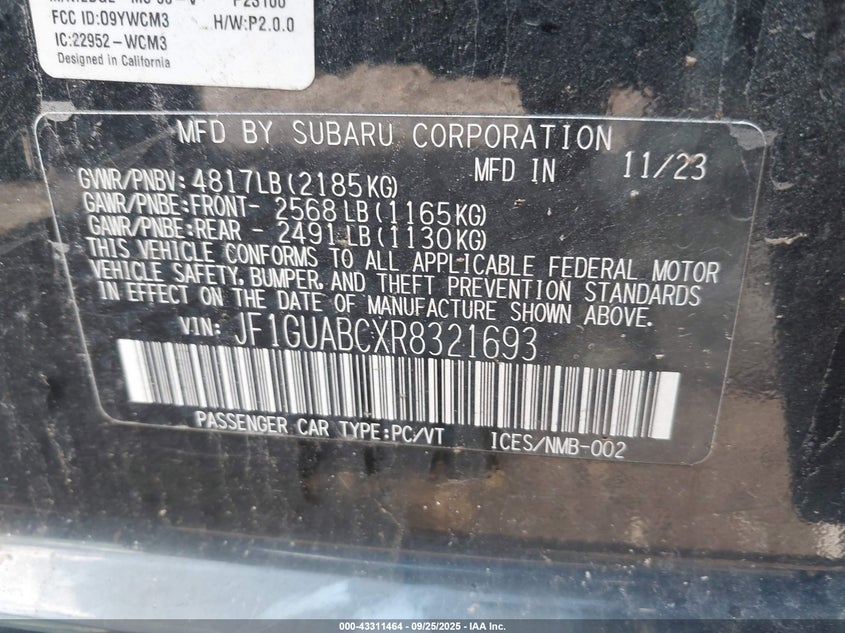 FCC ID:O9YWCM3
IC:22952-WCM3
H/W:P2.0.0
Designed in California
MFD BY SUBARU CORPORATION
MFD IN 11/23
GVWR/PNBV: 4817LB(2185KG)
GAWR/PNBE:FRONT- 2568 LB(1165KG)
GAWR/PNBE:REAR - 2491 LB(1130KG)
THIS VEHICLE CONFORMS TO ALL APPLICABLE FEDERAL MOTOR
VEHICLE SAFETY, BUMPER, AND THEFT PREVENTION STANDARDS
IN EFFECT ON THE DATE OF MANUFACTURE SHOWN ABOVE.
VIN: JF1GUABCXR8321693
PASSENGER CAR TYPE:PC/VT ICES/NMB-002
000-43311464 - 09/25/2025 - IAA Inc.